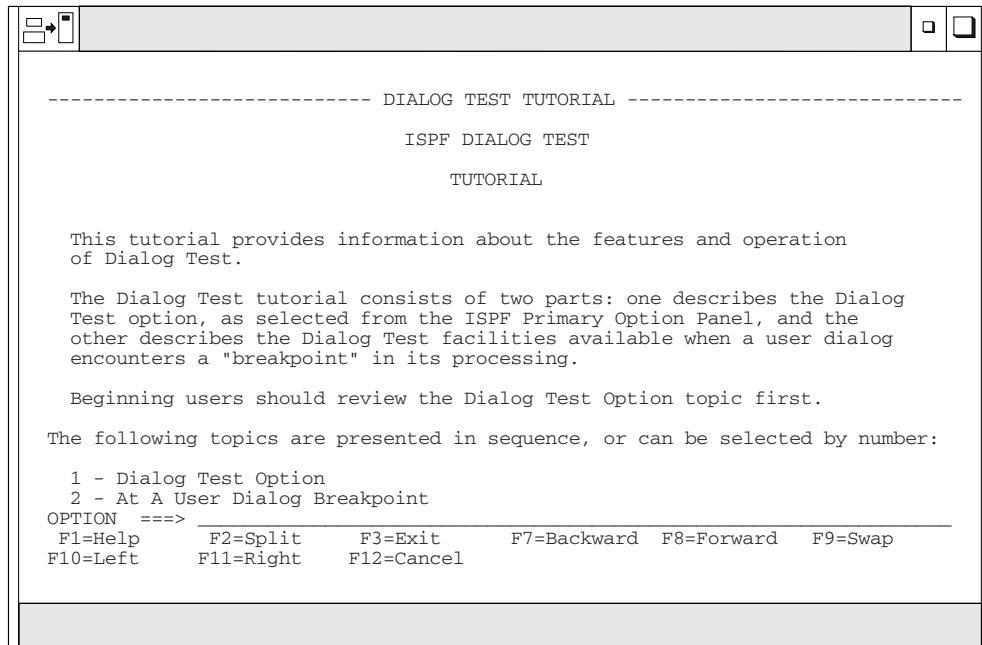 ---------------------------- DIALOG TEST TUTORIAL -----------------------------
ISPF DIALOG TEST
TUTORIAL
This tutorial provides information about the features and operation
of Dialog Test.
The Dialog Test tutorial consists of two parts: one describes the Dialog
Test option, as selected from the ISPF Primary Option Panel, and the
other describes the Dialog Test facilities available when a user dialog
encounters a "breakpoint" in its processing.
Beginning users should review the Dialog Test Option topic first.
The following topics are presented in sequence, or can be selected by number:
1 - Dialog Test Option
2 - At A User Dialog Breakpoint
OPTION ===> _________________________________________________________________
F1=Help F2=Split F3=Exit F7=Backward F8=Forward F9=Swap
F10=Left F11=Right F12=Cancel